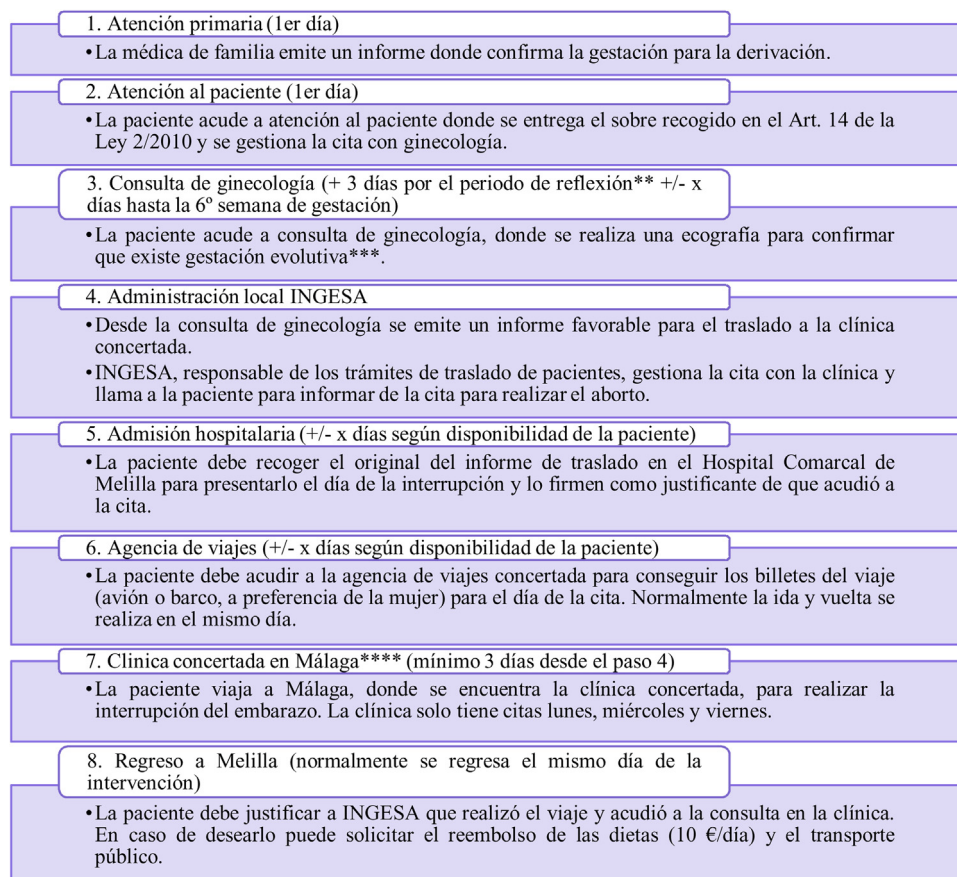 1. Atención primaria (1er día)
•La médica de familia emite un informe donde confirma la gestación para la derivación.
2. Atención al paciente (1er día)
•La paciente acude a atención al paciente donde se entrega el sobre recogido en el Art. 14 de la
Ley 2/2010 y se gestiona la cita con ginecología.
3. Consulta de ginecología (+ 3 días por el periodo de reflexión** +/- x
días hasta la 6º semana de gestación)
•La paciente acude a consulta de ginecología, donde se realiza una ecografía para confirmar
que existe gestación evolutiva***.
4. Administración local INGESA
•Desde la consulta de ginecología se emite un informe favorable para el traslado a la clínica
concertada.
•INGESA, responsable de los trámites de traslado de pacientes, gestiona la cita con la clínica y
llama a la paciente para informar de la cita para realizar el aborto.
5. Admisión hospitalaria (+/- x días según disponibilidad de la paciente)
•La paciente debe recoger el original del informe de traslado en el Hospital Comarcal de
Melilla para presentarlo el día de la interrupción y lo firmen como justificante de que acudió a
la cita.
6. Agencia de viajes (+/- x días según disponibilidad de la paciente)
•La paciente debe acudir a la agencia de viajes concertada para conseguir los billetes del viaje
(avión o barco, a preferencia de la mujer) para el día de la cita. Normalmente la ida y vuelta se
realiza en el mismo día.
7. Clinica concertada en Málaga**** (mínimo 3 días desde el paso 4)
•La paciente viaja a Málaga, donde se encuentra la clínica concertada, para realizar la
interrupción del embarazo. La clínica solo tiene citas lunes, miércoles y viernes.
8. Regreso a Melilla (normalmente se regresa el mismo día de la
intervención)
•La paciente debe justificar a INGESA que realizó el viaje y acudió a la consulta en la clínica.
En caso de desearlo puede solicitar el reembolso de las dietas (10 €/día) y el transporte
público.